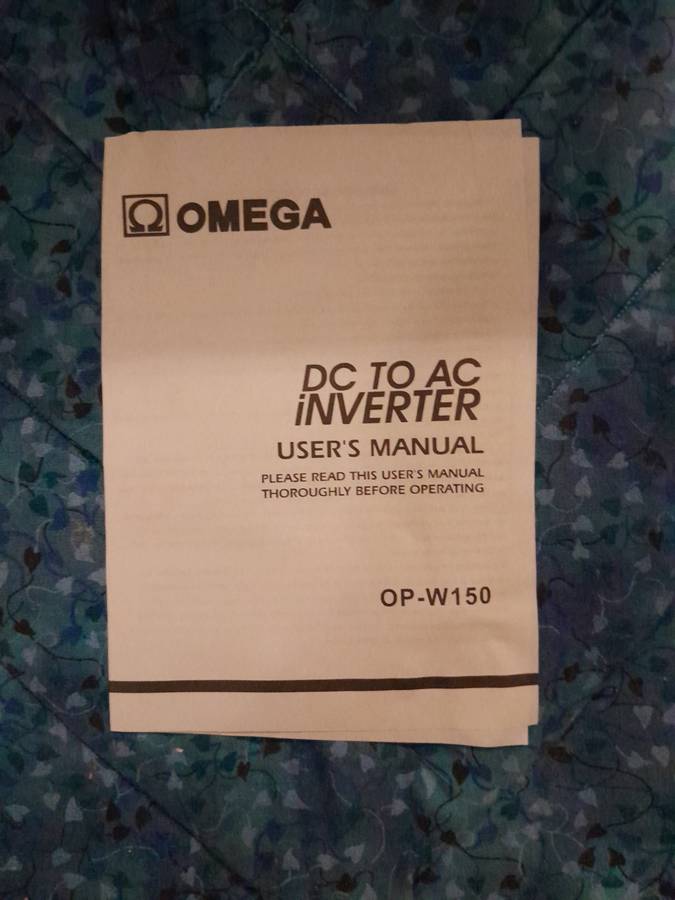 Ω OMEGA
DC TO AC
iNVERTER
USER'S MANUAL
PLEASE READ THIS USER'S MANUAL
THOROUGHLY BEFORE OPERATING
OP-W150